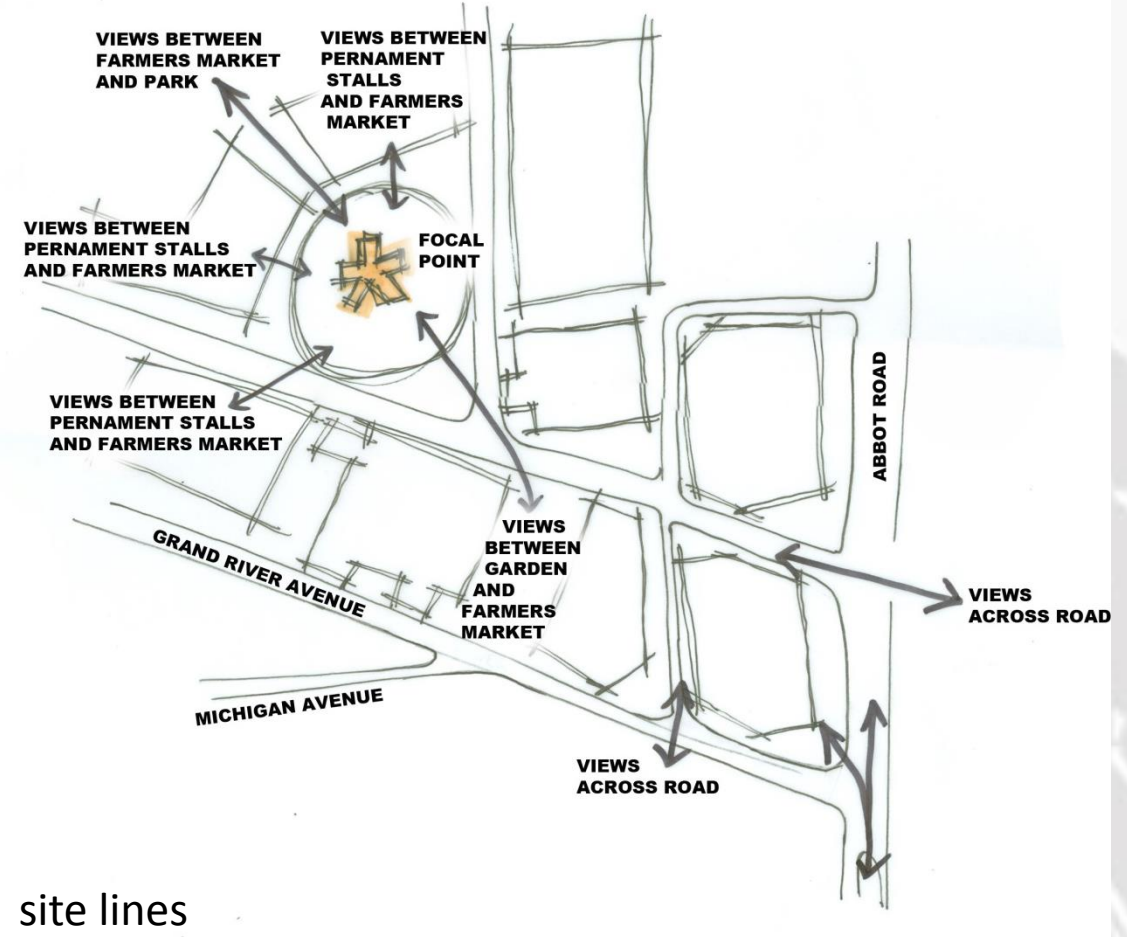 VIEWS BETWEEN
FARMERS MARKET
AND PARK
VIEWS BETWEEN
PERNAMENT
STALLS
AND FARMERS
MARKET
VIEWS BETWEEN
PERNAMENT STALLS
AND FARMERS MARKET
FOCAL
POINT
VIEWS BETWEEN
PERNAMENT STALLS
AND FARMERS MARKET
ABBOT ROAD
VIEWS
BETWEEN
GARDEN
AND
FARMERS
MARKET
GRAND RIVER AVENUE
VIEWS
ACROSS ROAD
MICHIGAN AVENUE
VIEWS
ACROSS ROAD
site lines